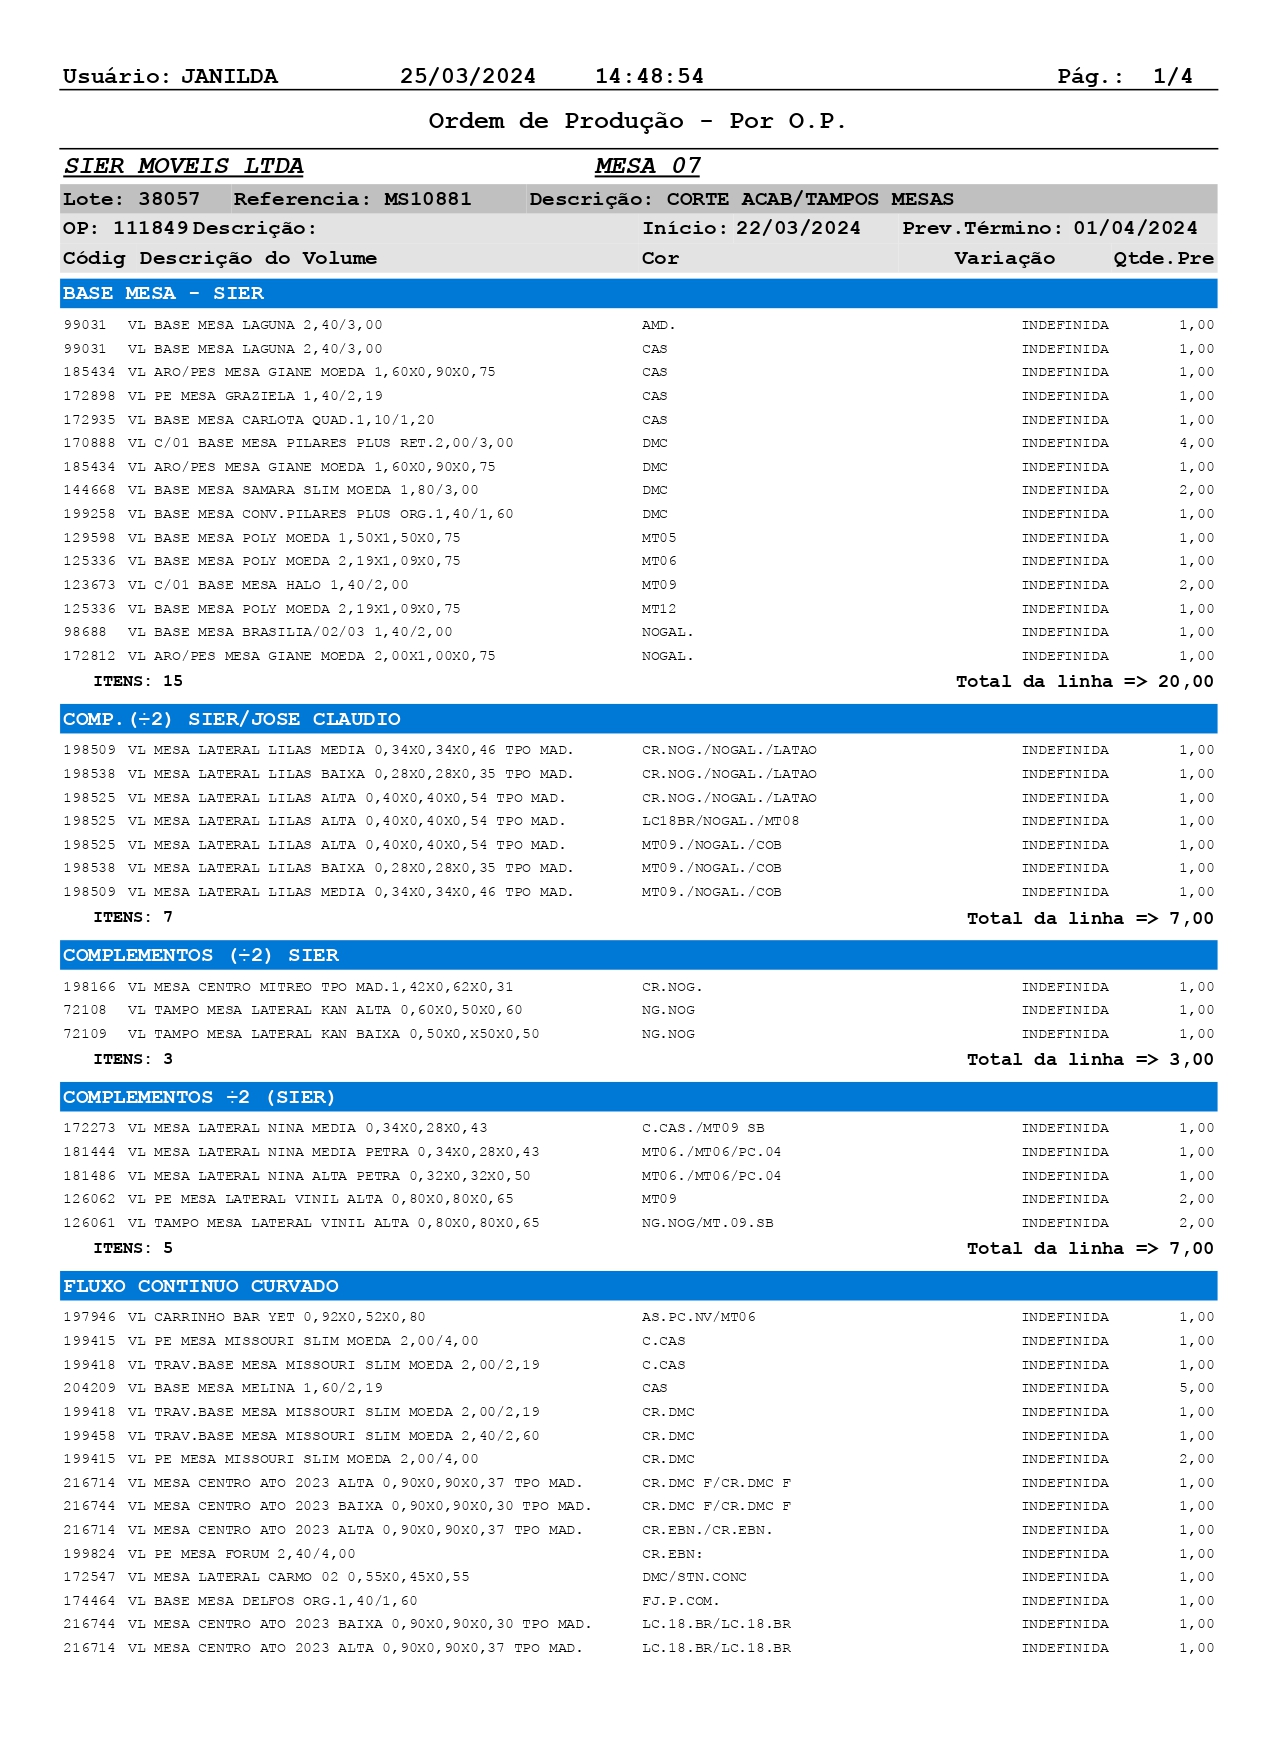 Usuário: JANILDA 25/03/2024 14:48:54 Pág.: 1/4
Ordem de Produção - Por O.P.
SIER MOVEIS LTDA MESA 07
Lote: 38057 Referencia: MS10881 Descrição: CORTE ACAB/TAMPOS MESAS
OP: 111849 Descrição: Início: 22/03/2024 Prev.Término: 01/04/2024
Códig Descrição do Volume Cor Variação Qtde.Pre
BASE MESA - SIER
99031 VL BASE MESA LAGUNA 2,40/3,00 AMD. INDEFINIDA 1,00
99031 VL BASE MESA LAGUNA 2,40/3,00 CAS INDEFINIDA 1,00
185434 VL ARO/PES MESA GIANE MOEDA 1,60X0,90X0,75 CAS INDEFINIDA 1,00
172898 VL PE MESA GRAZIELA 1,40/2,19 CAS INDEFINIDA 1,00
172935 VL BASE MESA CARLOTA QUAD.1,10/1,20 CAS INDEFINIDA 1,00
170888 VL C/01 BASE MESA PILARES PLUS RET.2,00/3,00 DMC INDEFINIDA 4,00
185434 VL ARO/PES MESA GIANE MOEDA 1,60X0,90X0,75 DMC INDEFINIDA 1,00
144668 VL BASE MESA SAMARA SLIM MOEDA 1,80/3,00 DMC INDEFINIDA 2,00
199258 VL BASE MESA CONV.PILARES PLUS ORG.1,40/1,60 DMC INDEFINIDA 1,00
129598 VL BASE MESA POLY MOEDA 1,50X1,50X0,75 MT05 INDEFINIDA 1,00
125336 VL BASE MESA POLY MOEDA 2,19X1,09X0,75 MT06 INDEFINIDA 1,00
123673 VL C/01 BASE MESA HALO 1,40/2,00 MT09 INDEFINIDA 2,00
125336 VL BASE MESA POLY MOEDA 2,19X1,09X0,75 MT12 INDEFINIDA 1,00
98688 VL BASE MESA BRASILIA/02/03 1,40/2,00 NOGAL. INDEFINIDA 1,00
172812 VL ARO/PES MESA GIANE MOEDA 2,00X1,00X0,75 NOGAL. INDEFINIDA 1,00
ITENS: 15 Total da linha => 20,00
COMP.(÷2) SIER/JOSE CLAUDIO
198509 VL MESA LATERAL LILAS MEDIA 0,34X0,34X0,46 TPO MAD. CR.NOG./NOGAL./LATAO INDEFINIDA 1,00
198538 VL MESA LATERAL LILAS BAIXA 0,28X0,28X0,35 TPO MAD. CR.NOG./NOGAL./LATAO INDEFINIDA 1,00
198525 VL MESA LATERAL LILAS ALTA 0,40X0,40X0,54 TPO MAD. CR.NOG./NOGAL./LATAO INDEFINIDA 1,00
198525 VL MESA LATERAL LILAS ALTA 0,40X0,40X0,54 TPO MAD. LC18BR/NOGAL./MT08 INDEFINIDA 1,00
198525 VL MESA LATERAL LILAS ALTA 0,40X0,40X0,54 TPO MAD. MT09./NOGAL./COB INDEFINIDA 1,00
198538 VL MESA LATERAL LILAS BAIXA 0,28X0,28X0,35 TPO MAD. MT09./NOGAL./COB INDEFINIDA 1,00
198509 VL MESA LATERAL LILAS MEDIA 0,34X0,34X0,46 TPO MAD. MT09./NOGAL./COB INDEFINIDA 1,00
ITENS: 7 Total da linha => 7,00
COMPLEMENTOS (÷2) SIER
198166 VL MESA CENTRO MITREO TPO MAD.1,42X0,62X0,31 CR.NOG. INDEFINIDA 1,00
72108 VL TAMPO MESA LATERAL KAN ALTA 0,60X0,50X0,60 NG.NOG INDEFINIDA 1,00
72109 VL TAMPO MESA LATERAL KAN BAIXA 0,50X0,X50X0,50 NG.NOG INDEFINIDA 1,00
ITENS: 3 Total da linha => 3,00
COMPLEMENTOS ÷2 (SIER)
172273 VL MESA LATERAL NINA MEDIA 0,34X0,28X0,43 C.CAS./MT09 SB INDEFINIDA 1,00
181444 VL MESA LATERAL NINA MEDIA PETRA 0,34X0,28X0,43 MT06./MT06/PC.04 INDEFINIDA 1,00
181486 VL MESA LATERAL NINA ALTA PETRA 0,32X0,32X0,50 MT06./MT06/PC.04 INDEFINIDA 1,00
126062 VL PE MESA LATERAL VINIL ALTA 0,80X0,80X0,65 MT09 INDEFINIDA 2,00
126061 VL TAMPO MESA LATERAL VINIL ALTA 0,80X0,80X0,65 NG.NOG/MT.09.SB INDEFINIDA 2,00
ITENS: 5 Total da linha => 7,00
FLUXO CONTINUO CURVADO
197946 VL CARRINHO BAR YET 0,92X0,52X0,80 AS.PC.NV/MT06 INDEFINIDA 1,00
199415 VL PE MESA MISSOURI SLIM MOEDA 2,00/4,00 C.CAS INDEFINIDA 1,00
199418 VL TRAV.BASE MESA MISSOURI SLIM MOEDA 2,00/2,19 C.CAS INDEFINIDA 1,00
204209 VL BASE MESA MELINA 1,60/2,19 CAS INDEFINIDA 5,00
199418 VL TRAV.BASE MESA MISSOURI SLIM MOEDA 2,00/2,19 CR.DMC INDEFINIDA 1,00
199458 VL TRAV.BASE MESA MISSOURI SLIM MOEDA 2,40/2,60 CR.DMC INDEFINIDA 1,00
199415 VL PE MESA MISSOURI SLIM MOEDA 2,00/4,00 CR.DMC INDEFINIDA 2,00
216714 VL MESA CENTRO ATO 2023 ALTA 0,90X0,90X0,37 TPO MAD. CR.DMC F/CR.DMC F INDEFINIDA 1,00
216744 VL MESA CENTRO ATO 2023 BAIXA 0,90X0,90X0,30 TPO MAD. CR.DMC F/CR.DMC F INDEFINIDA 1,00
216714 VL MESA CENTRO ATO 2023 ALTA 0,90X0,90X0,37 TPO MAD. CR.EBN./CR.EBN. INDEFINIDA 1,00
199824 VL PE MESA FORUM 2,40/4,00 CR.EBN: INDEFINIDA 1,00
172547 VL MESA LATERAL CARMO 02 0,55X0,45X0,55 DMC/STN.CONC INDEFINIDA 1,00
174464 VL BASE MESA DELFOS ORG.1,40/1,60 FJ.P.COM. INDEFINIDA 1,00
216744 VL MESA CENTRO ATO 2023 BAIXA 0,90X0,90X0,30 TPO MAD. LC.18.BR/LC.18.BR INDEFINIDA 1,00
216714 VL MESA CENTRO ATO 2023 ALTA 0,90X0,90X0,37 TPO MAD. LC.18.BR/LC.18.BR INDEFINIDA 1,00